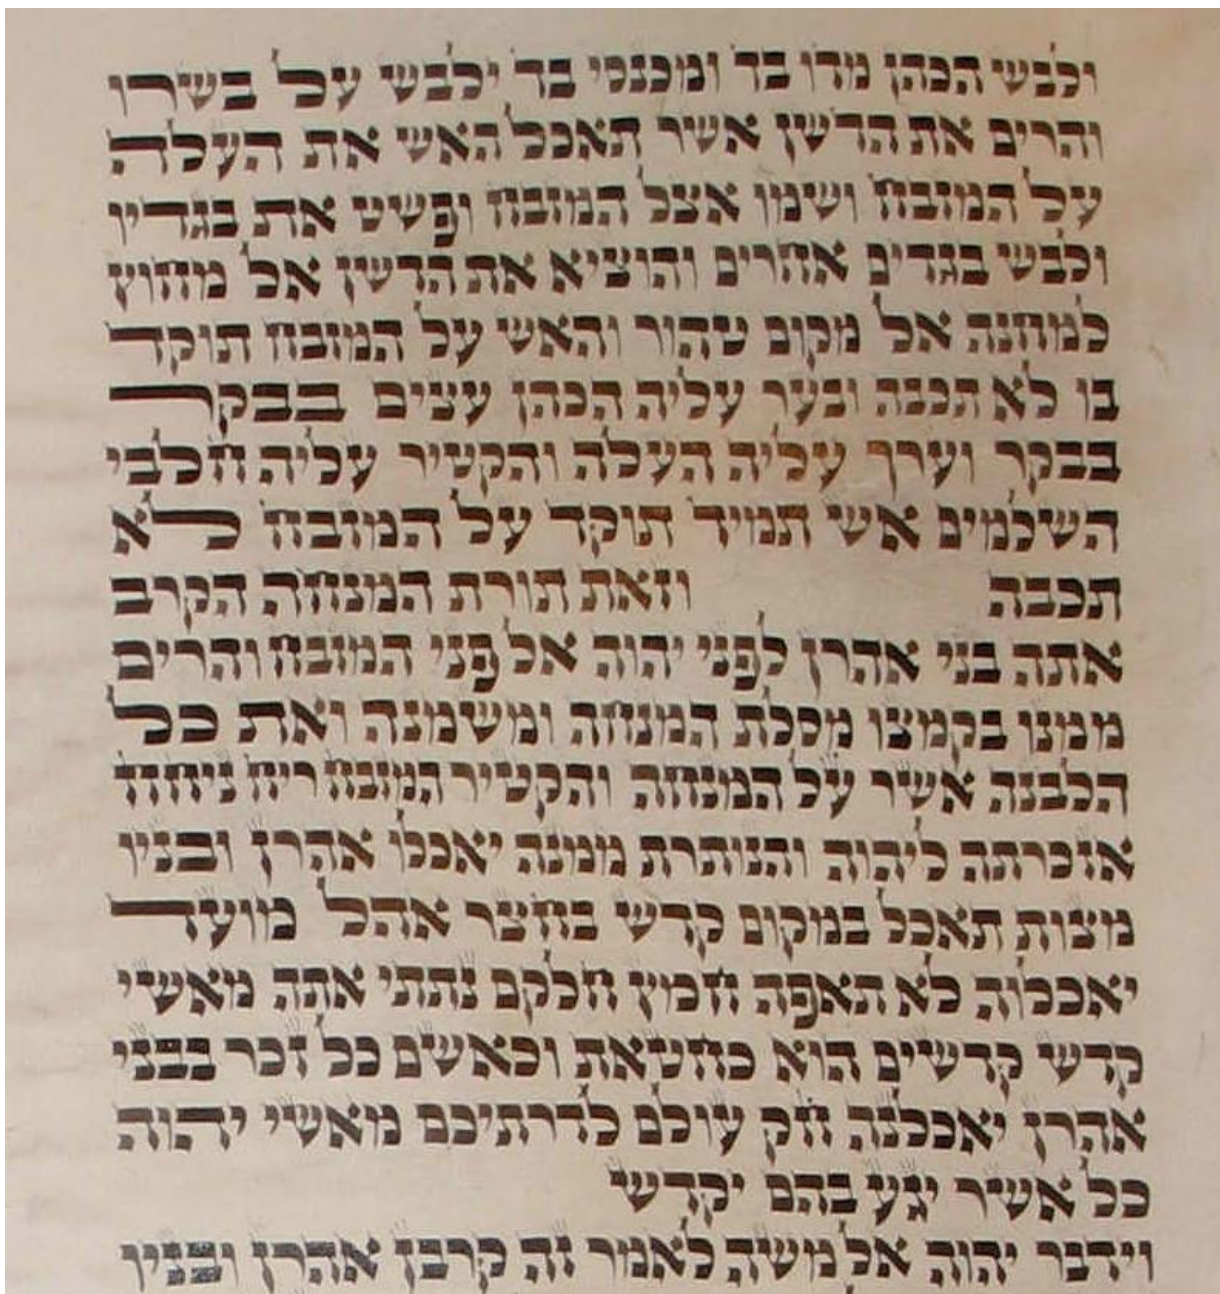 ולבש הכהן מדו בד ומכנסי בד ילבש על בשרו
והרים את הדשן אשר תאכל האש את העלה
על המזבח ושמו אצל המזבח ופשט את בגדיו
ולבש בגדים אחרים והוציא את הדשן אל מחוץ
למחנה אל מקום טהור והאש על המזבח תוקד
בו לא תכבה ובער עליה הכהן עצים בבקר
בבקר וערך עליה העלה והקטיר עליה חלבי
השלמים אש תמיד תוקד על המזבח לא
תכבה וזאת תורת המנחה הקרב
אתה בני אהרן לפני יהוה אל פני המזבח והרים
ממנו בקמצו מסלת המנחה ומשמנה ואת כל
הלבנה אשר על המנחה והקטיר המזבח ריח ניחח
אזכרתה ליהוה והנותרת ממנה יאכלו אהרן ובניו
מצות תאכל במקום קדש בחצר אהל מועד
יאכלוה לא תאפה חמץ חלקם נתתי אתה מאשי
קדש קדשים הוא כחטאת וכאשם כל זכר בבני
אהרן יאכלנה חק עולם לדרתיכם מאשי יהוה
כל אשר יגע בהם יקדש
וידבר יהוה אל משה לאמר זה קרבן אהרן ובניו